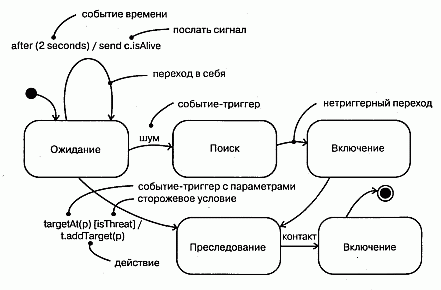 событие времени
after (2 seconds) / send c.isAlive
послать сигнал
переход в себя
событие-триггер
нетриггерный переход
Ожидание
шум
Поиск
Включение
событие-триггер с параметрами
сторожевое условие
targetAt(p) [isThreat] /
t.addTarget(p)
действие
Преследование
контакт
Включение